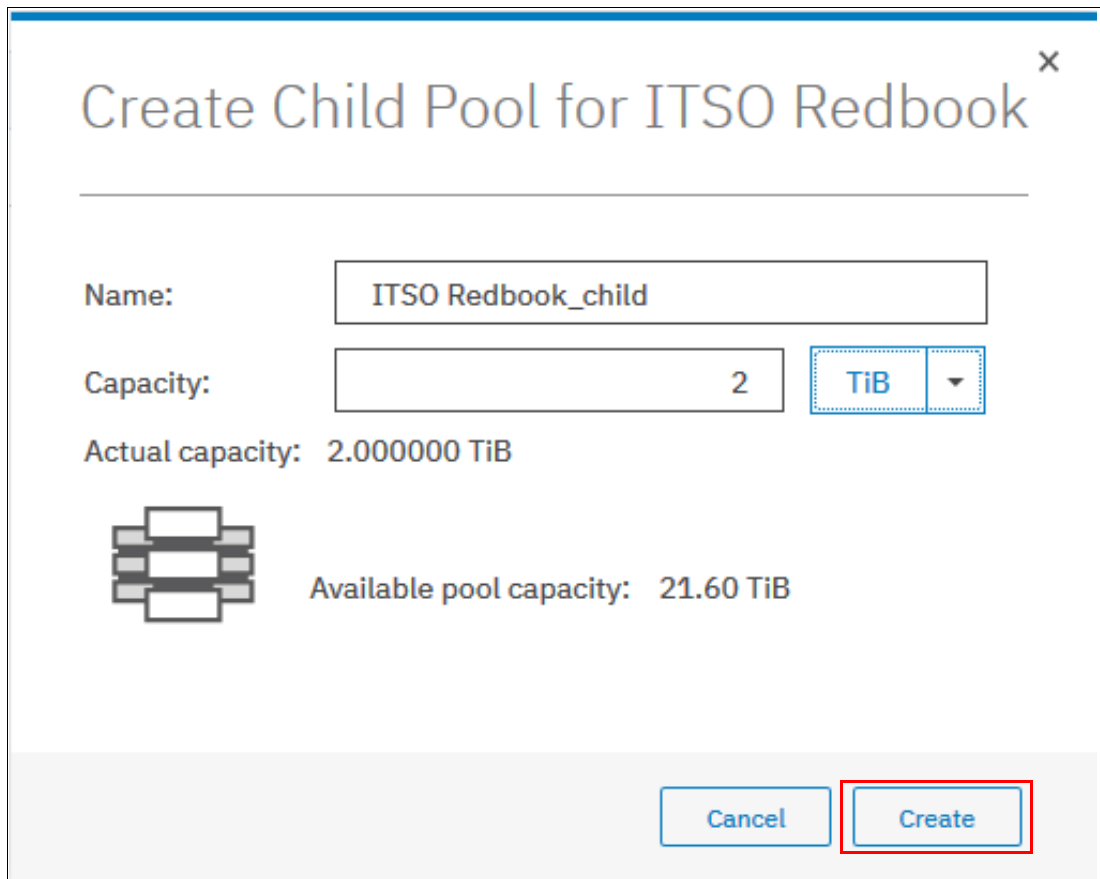 Create Child Pool for ITSO Redbook
Name: ITSO Redbook_child
Capacity: 2 TiB
Actual capacity: 2.000000 TiB
Available pool capacity: 21.60 TiB
Cancel Create